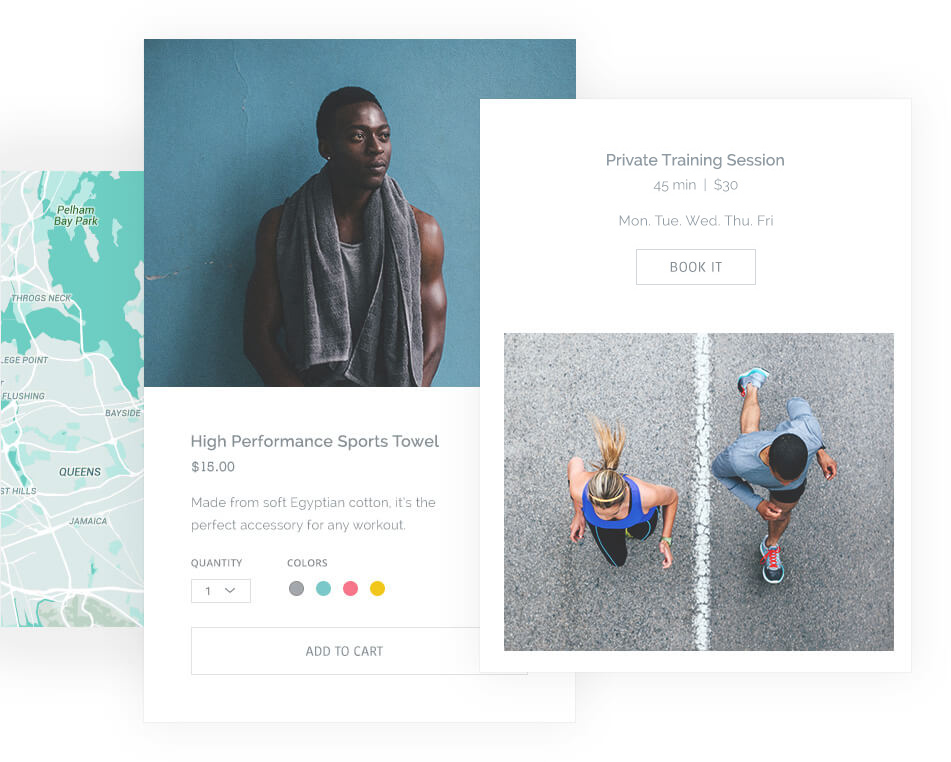 Pelham
Bay Park
THROGS NECK
LEGE POINT
FLUSHING
BAYSIDE
QUEENS
ST HILLS
JAMAICA
High Performance Sports Towel
$15.00
Made from soft Egyptian cotton, it's the
perfect accessory for any workout.
QUANTITY COLORS
1
ADD TO CART
Private Training Session
45 min | $30
Mon. Tue. Wed. Thu. Fri
BOOK IT